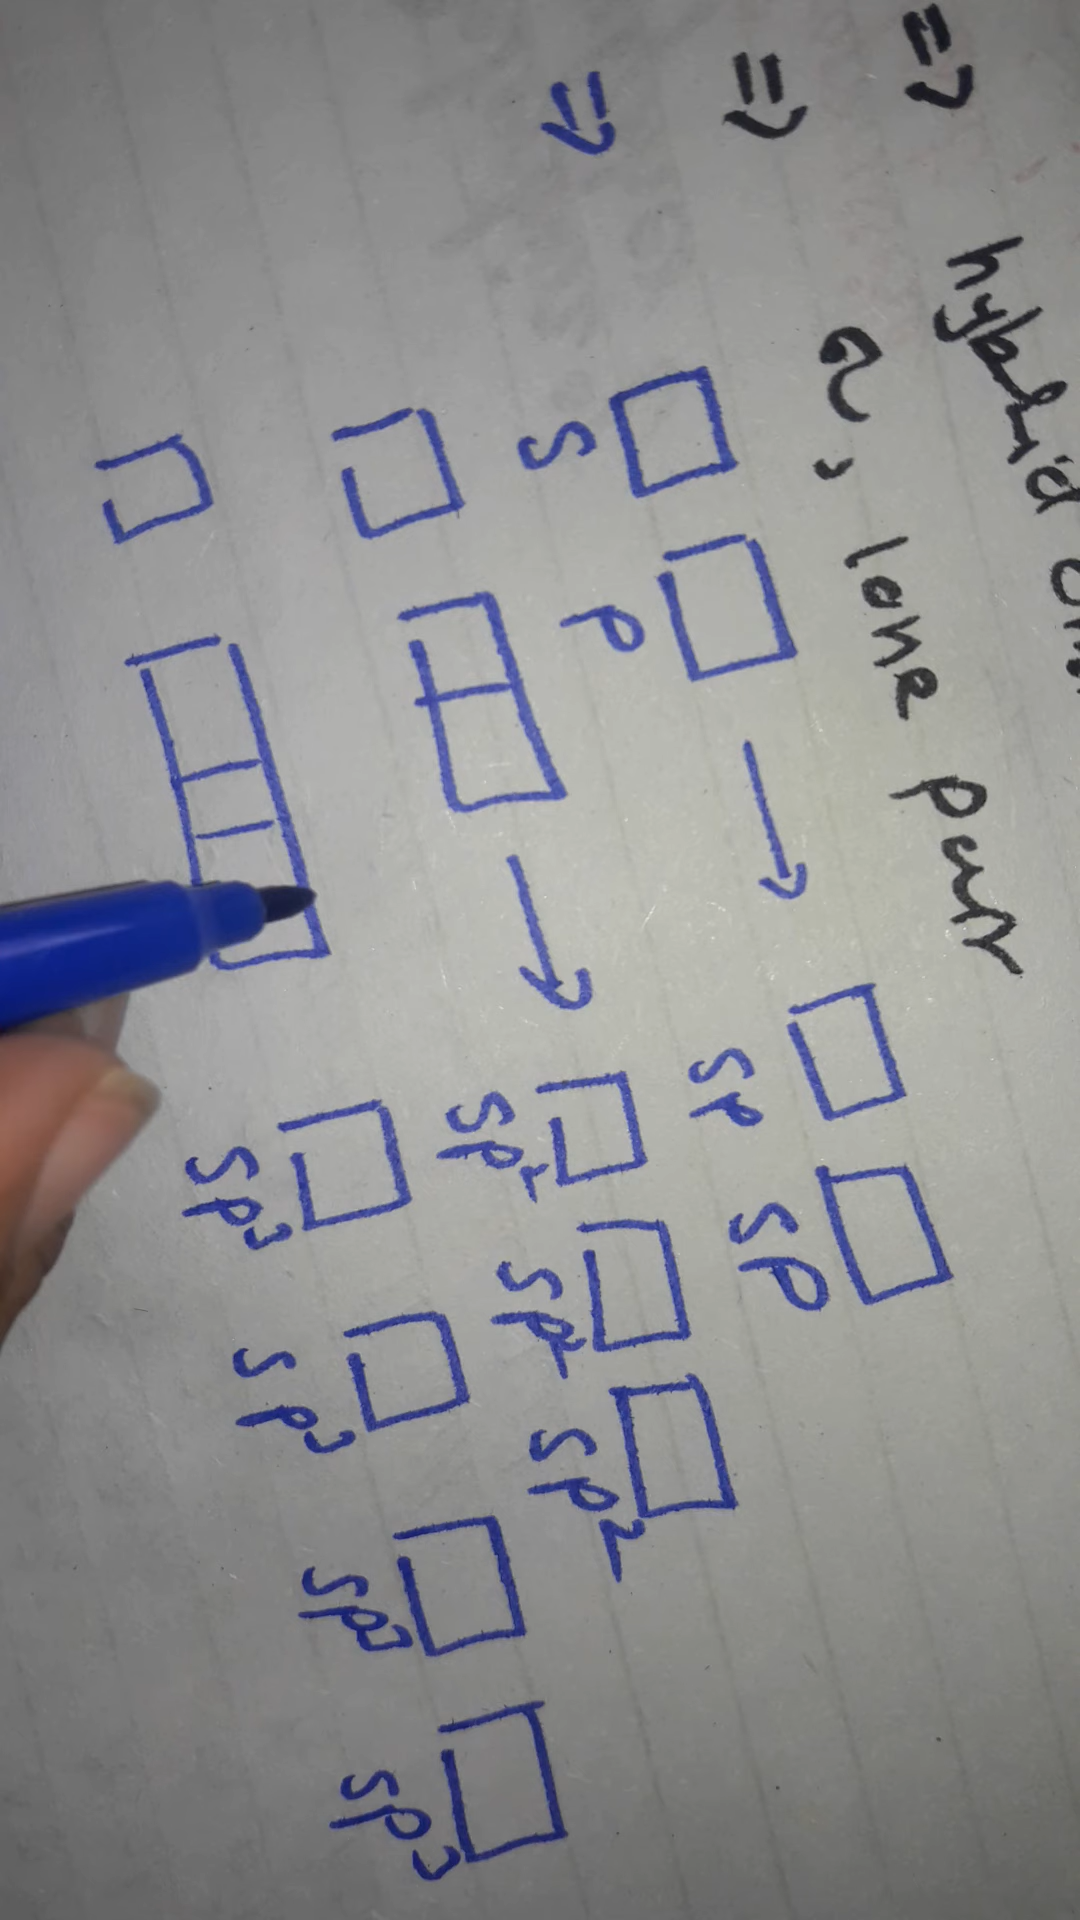 ⇒ hybrid
⇒ σ, lone pair
⇒
S P → SP SP
→ SP² SP² SP²
SP³ SP³ SP³ SP³